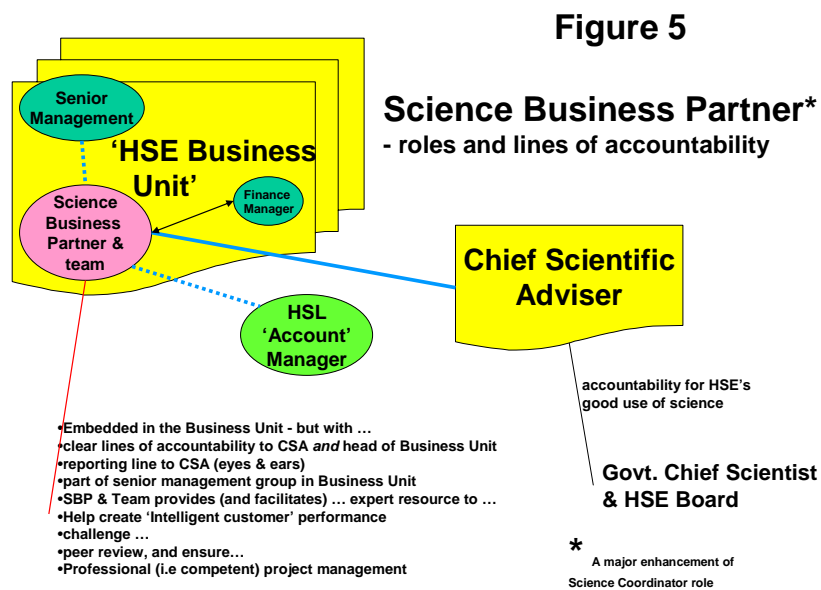 Figure 5
Science Business Partner*
- roles and lines of accountability
Senior
Management
‘HSE Business
Unit’
Science
Business
Partner &
team
Finance
Manager
Chief Scientific
Adviser
HSL
‘Account’
Manager
accountability for HSE’s
good use of science
•Embedded in the Business Unit - but with …
•clear lines of accountability to CSA and head of Business Unit
•reporting line to CSA (eyes & ears)
•part of senior management group in Business Unit
•SBP & Team provides (and facilitates) … expert resource to …
•Help create ‘Intelligent customer’ performance
•challenge …
•peer review, and ensure…
•Professional (i.e competent) project management
Govt. Chief Scientist
& HSE Board
* A major enhancement of
Science Coordinator role